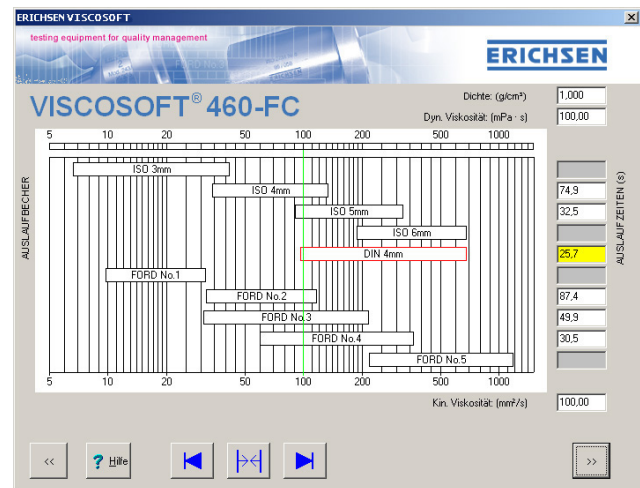 ERICHSEN VISCOSOFT
testing equipment for quality management
ERICHSEN
VISCOSOFT® 460-FC
Dichte: (g/cm³) 1,000
Dyn. Viskosität: (mPa · s) 100,00
5 10 20 50 100 200 500 1000
AUSLAUFBECHER
AUSLAUFZEITEN (s)
ISO 3mm
ISO 4mm 74,9
ISO 5mm 32,5
ISO 6mm
DIN 4mm 25,7
FORD No.1
FORD No.2 87,4
FORD No.3 49,9
FORD No.4 30,5
FORD No.5
5 10 20 50 100 200 500 1000
Kin. Viskosität: (mm²/s) 100,00
<< ? Hilfe >>